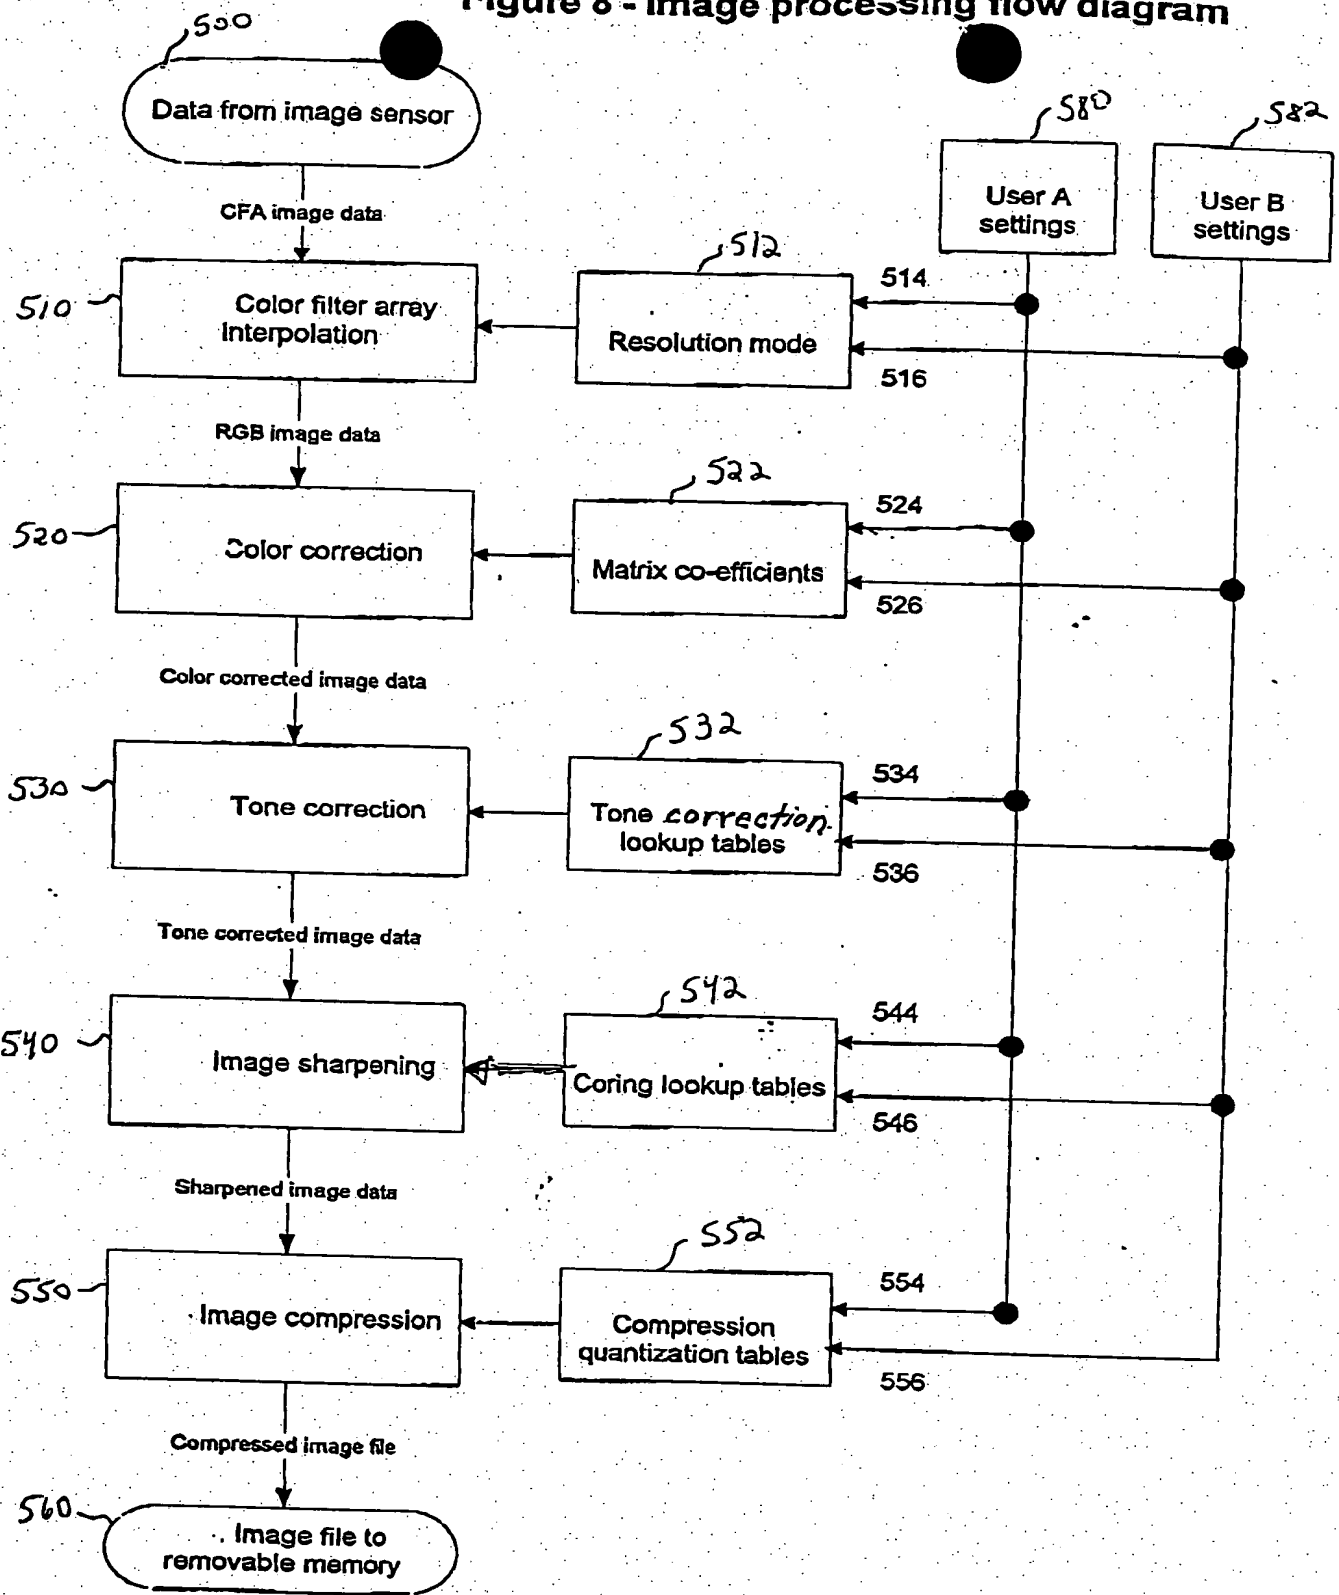 Figure 8 - Image processing flow diagram
500
Data from image sensor
580
582
User A
settings
User B
settings
CFA image data
510
Color filter array
Interpolation
512
Resolution mode
514
516
RGB image data
520
Color correction
522
Matrix co-efficients
524
526
Color corrected image data
530
Tone correction
532
Tone correction
lookup tables
534
536
Tone corrected image data
540
Image sharpening
542
Coring lookup tables
544
546
Sharpened image data
550
Image compression
552
Compression
quantization tables
554
556
Compressed image file
560
Image file to
removable memory